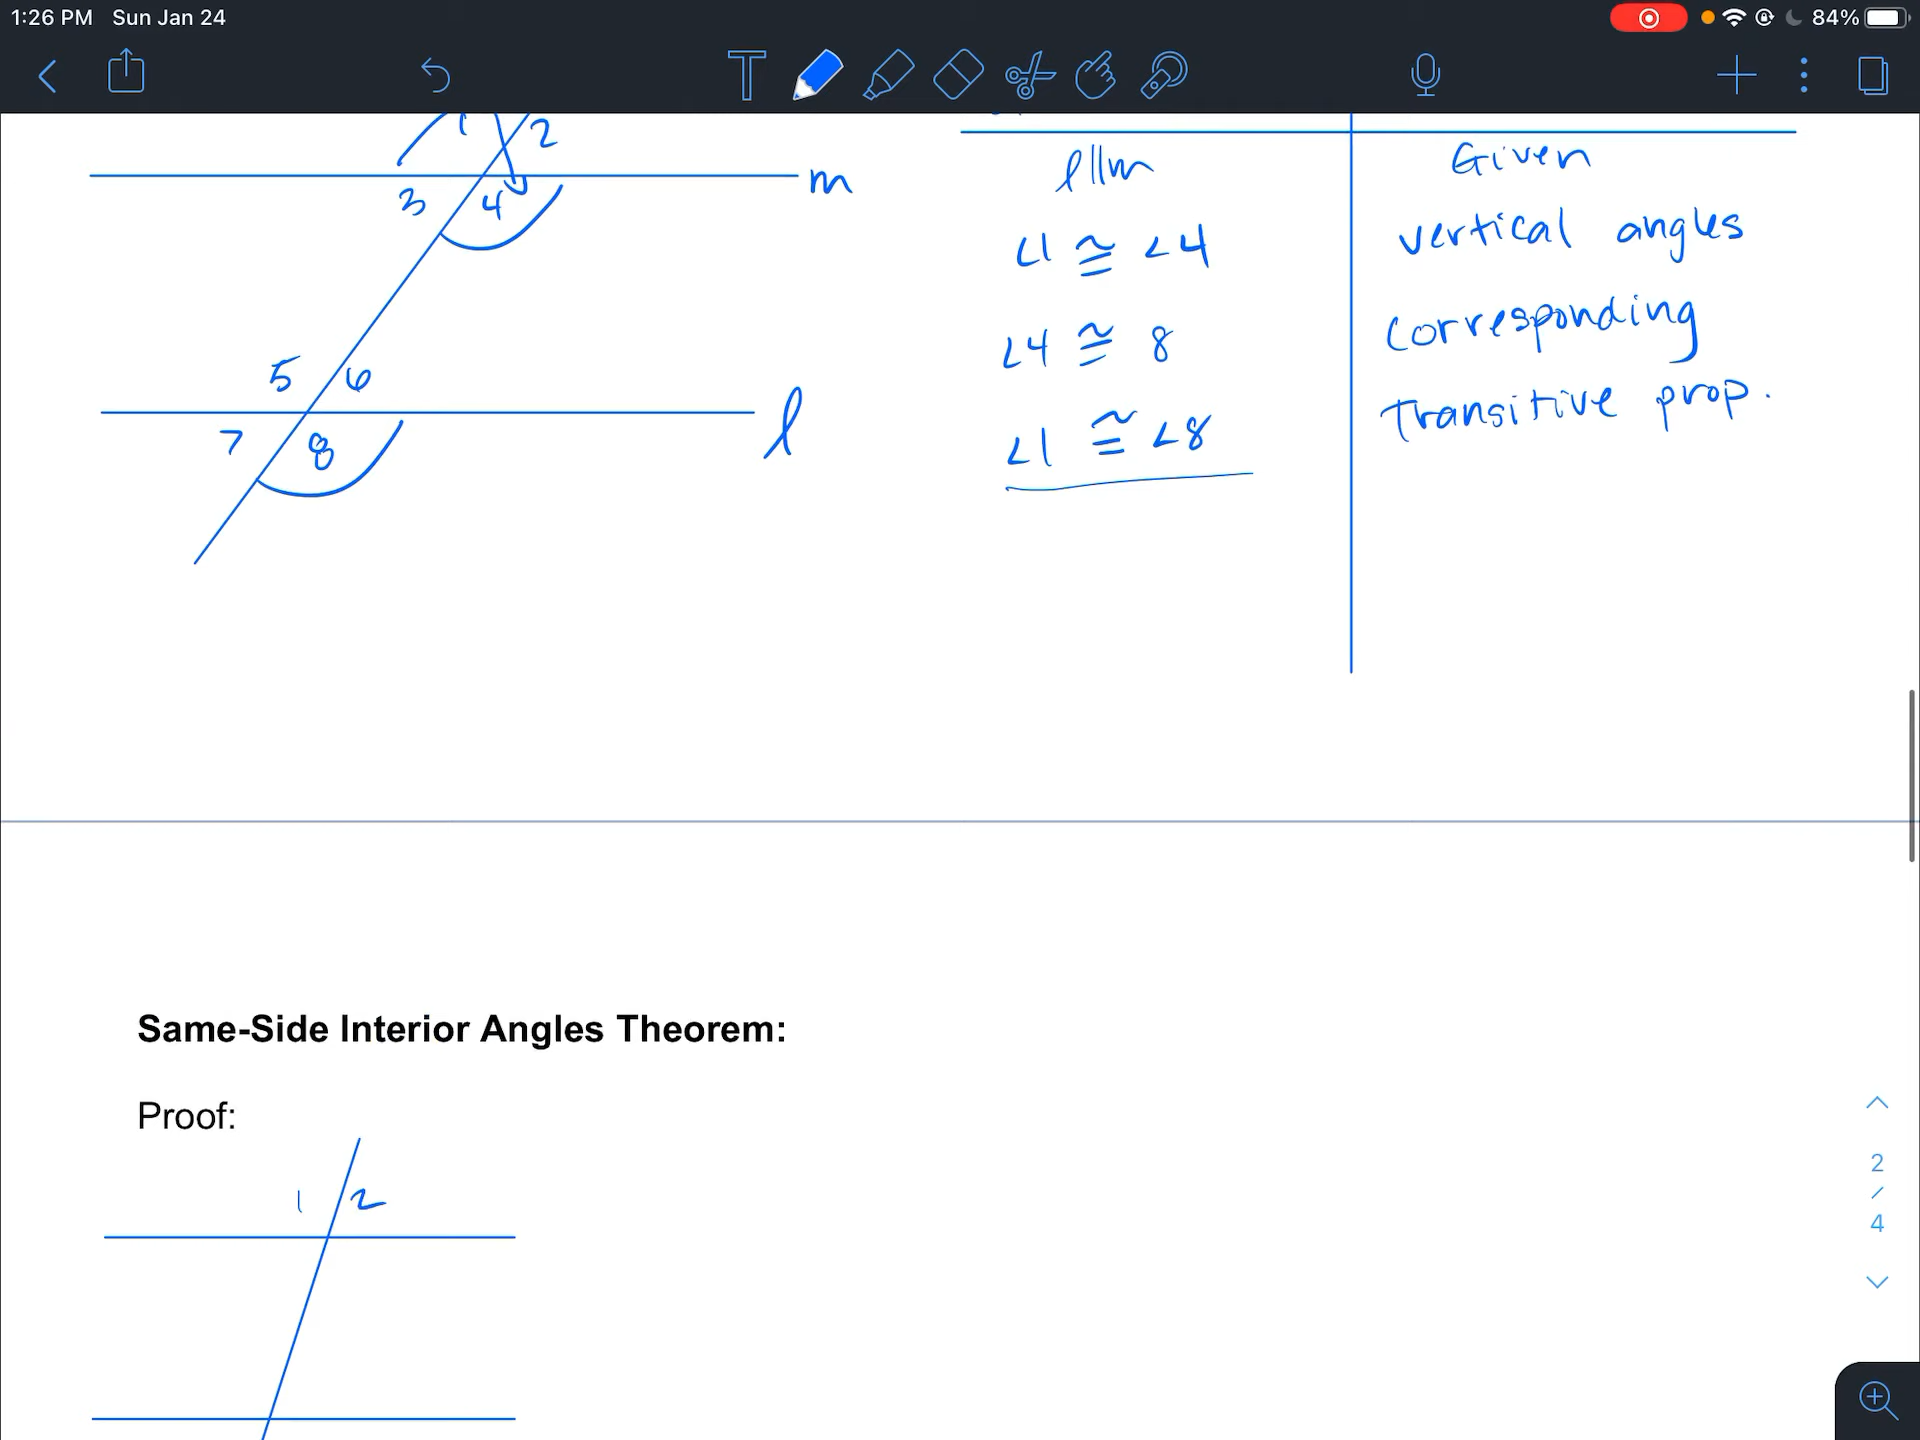 1:26 PM Sun Jan 24 84%
1 2
m
3 4
5 6
l
7 8
l∥m Given
∠1 ≅ ∠4 vertical angles
∠4 ≅ 8 corresponding
∠1 ≅ ∠8 Transitive prop.
Same-Side Interior Angles Theorem:
Proof:
1 2
2
/
4